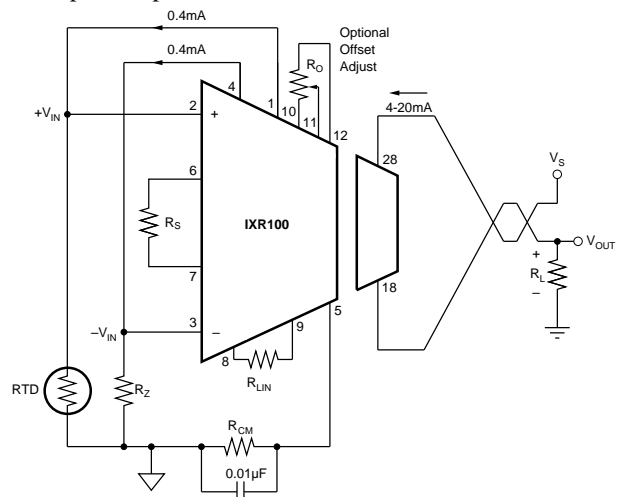 0.4mA
0.4mA
Optional
Offset
Adjust
RO
4
1
10
11
12
4-20mA
+VIN
2
+
28
VS
6
RS
IXR100
VOUT
+
RL
–
7
18
–VIN
3
–
5
9
8
RLIN
RTD
RZ
RCM
0.01µF